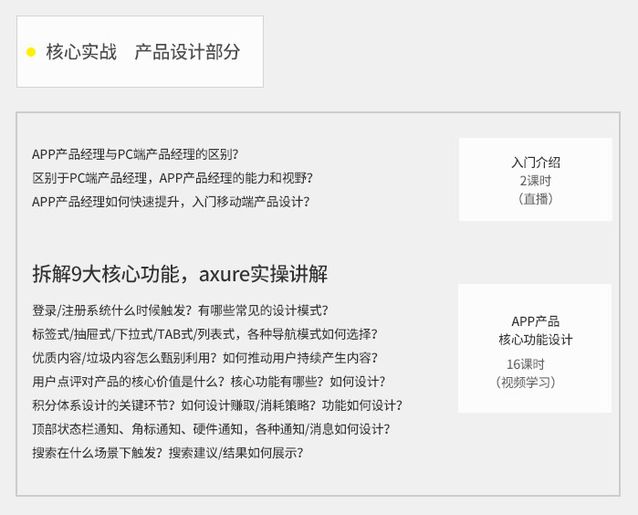 核心实战 产品设计部分
APP产品经理与PC端产品经理的区别?
区别于PC端产品经理，APP产品经理的能力和视野?
APP产品经理如何快速提升，入门移动端产品设计?
入门介绍
2课时
（直播）
拆解9大核心功能，axure实操讲解
登录/注册系统什么时候触发？有哪些常见的设计模式?
标签式/抽屉式/下拉式/TAB式/列表式，各种导航模式如何选择?
优质内容/垃圾内容怎么甄别利用？如何推动用户持续产生内容?
用户点评对产品的核心价值是什么？核心功能有哪些？如何设计?
积分体系设计的关键环节？如何设计赚取/消耗策略？功能如何设计?
顶部状态栏通知、角标通知、硬件通知，各种通知/消息如何设计?
搜索在什么场景下触发？搜索建议/结果如何展示?
APP产品
核心功能设计
16课时
（视频学习）